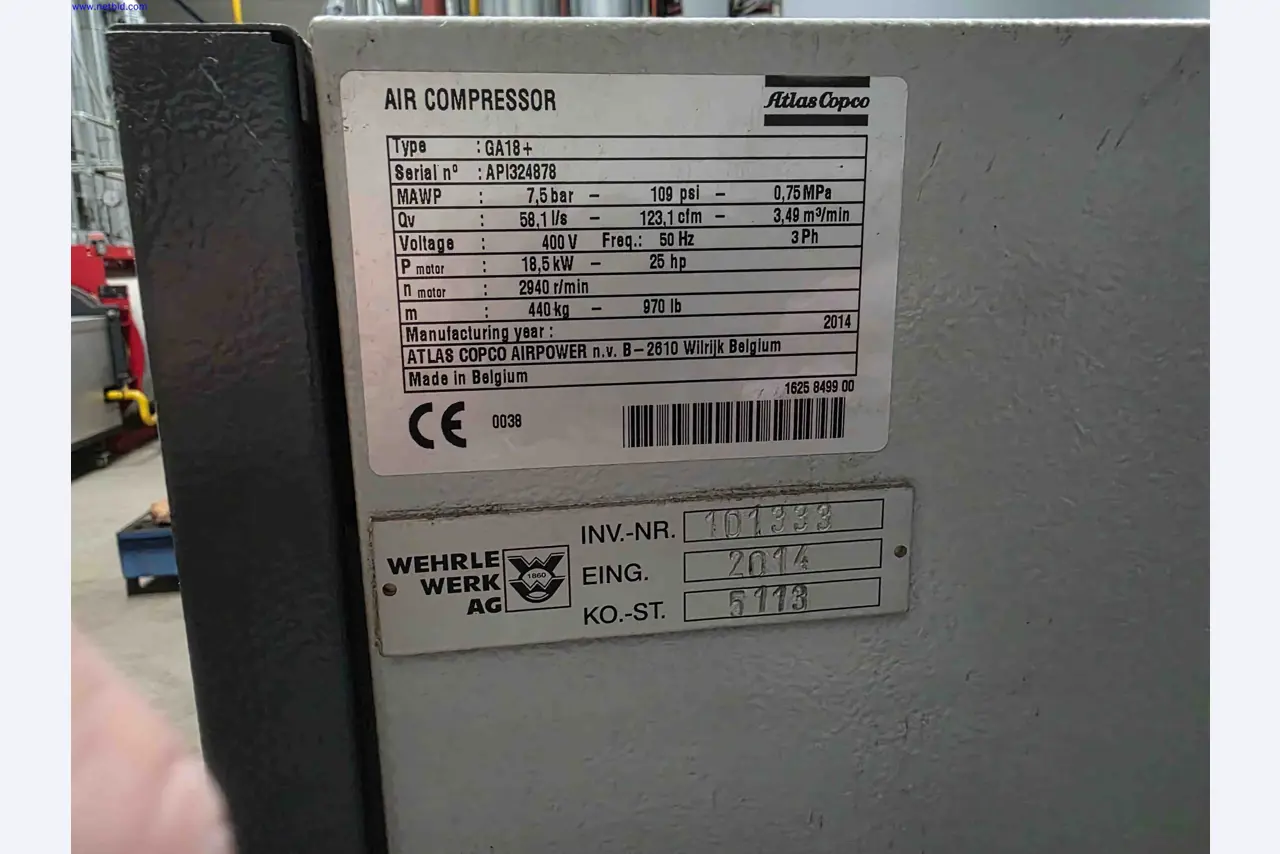 www.netbid.com
AIR COMPRESSOR
Atlas Copco
Type : GA18+
Serial nº : API324878
MAWP : 7,5 bar – 109 psi – 0,75 MPa
Qv : 58,1 l/s – 123,1 cfm – 3,49 m³/min
Voltage : 400 V Freq.: 50 Hz 3 Ph
P motor : 18,5 kW – 25 hp
n motor : 2940 r/min
m : 440 kg – 970 lb
Manufacturing year : 2014
ATLAS COPCO AIRPOWER n.v. B–2610 Wilrijk Belgium
Made in Belgium
1625 8499 00
CE 0038
WEHRLE
WERK
AG
1860
INV.-NR. 101333
EING. 2014
KO.-ST. 5113